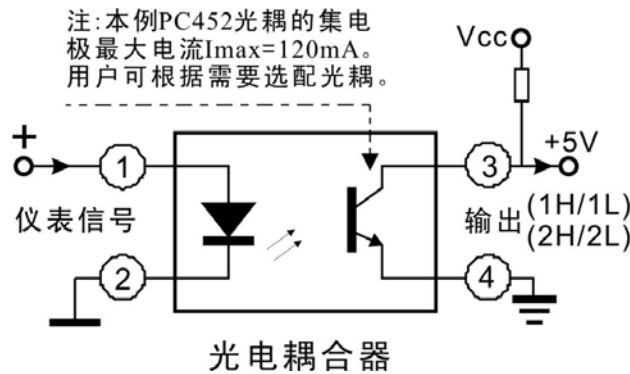 注:本例PC452光耦的集电
极最大电流Imax=120mA。
用户可根据需要选配光耦。
Vcc
+
1
3
+5V
仪表信号
输出(1H/1L)
(2H/2L)
2
4
光电耦合器